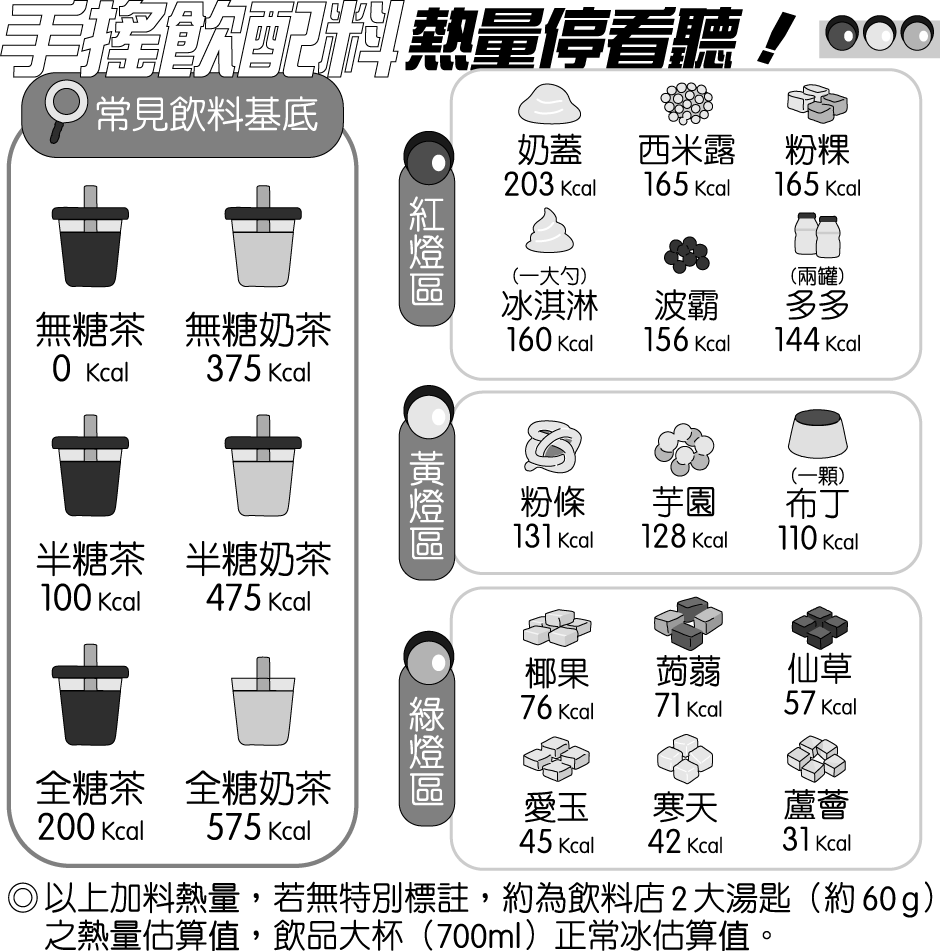 手搖飲配料熱量停看聽！
常見飲料基底
無糖茶
0 Kcal
無糖奶茶
375 Kcal
半糖茶
100 Kcal
半糖奶茶
475 Kcal
全糖茶
200 Kcal
全糖奶茶
575 Kcal
紅燈區
奶蓋
203 Kcal
西米露
165 Kcal
粉粿
165 Kcal
（一大勺）
冰淇淋
160 Kcal
波霸
156 Kcal
（兩罐）
多多
144 Kcal
黃燈區
粉條
131 Kcal
芋園
128 Kcal
（一顆）
布丁
110 Kcal
綠燈區
椰果
76 Kcal
蒟蒻
71 Kcal
仙草
57 Kcal
愛玉
45 Kcal
寒天
42 Kcal
蘆薈
31 Kcal
◎以上加料熱量，若無特別標註，約為飲料店2大湯匙（約60g）
之熱量估算值，飲品大杯（700ml）正常冰估算值。